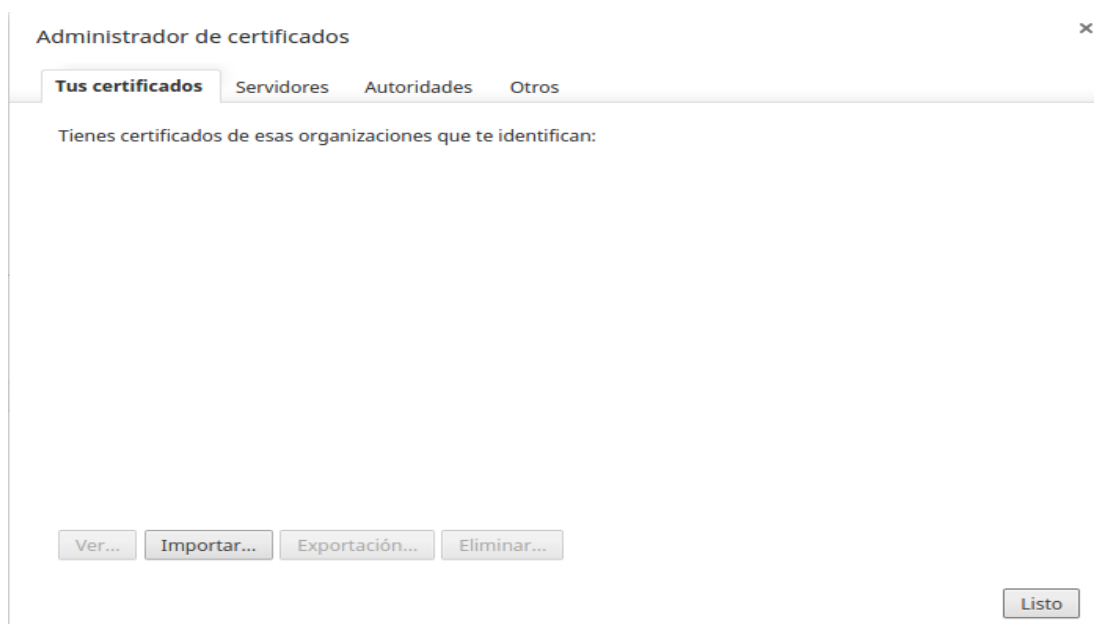 Administrador de certificados
×
Tus certificados Servidores Autoridades Otros
Tienes certificados de esas organizaciones que te identifican:
Ver... Importar... Exportación... Eliminar...
Listo